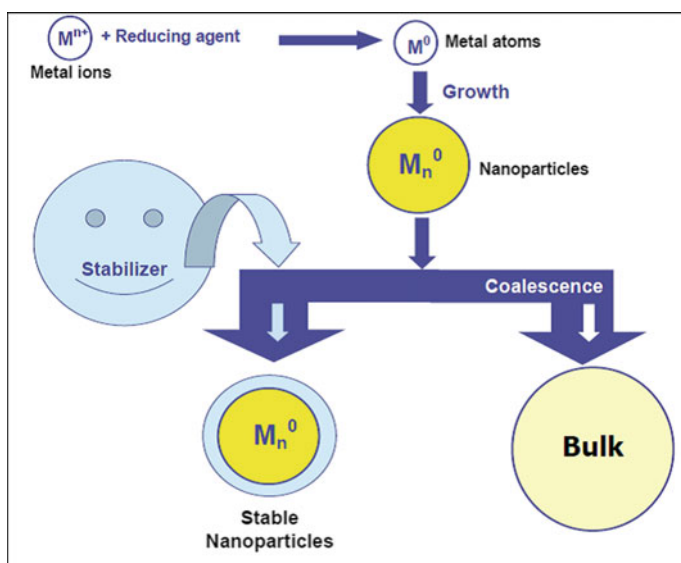 Mⁿ⁺ + Reducing agent
Metal ions
M⁰ Metal atoms
Growth
Mₙ⁰ Nanoparticles
Stabilizer
Coalescence
Mₙ⁰
Bulk
Stable
Nanoparticles